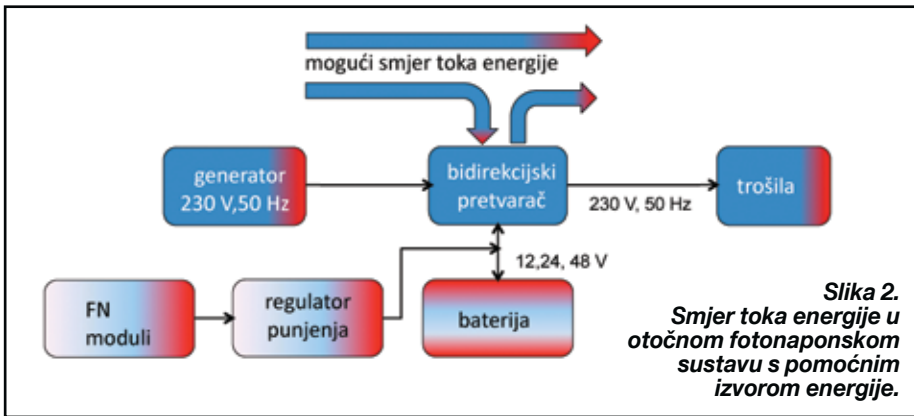 mogući smjer toka energije
generator
230 V,50 Hz
bidirekcijski
pretvarač
230 V, 50 Hz
trošila
12,24, 48 V
FN
moduli
regulator
punjenja
baterija
Slika 2.
Smjer toka energije u
otočnom fotonaponskom
sustavu s pomoćnim
izvorom energije.